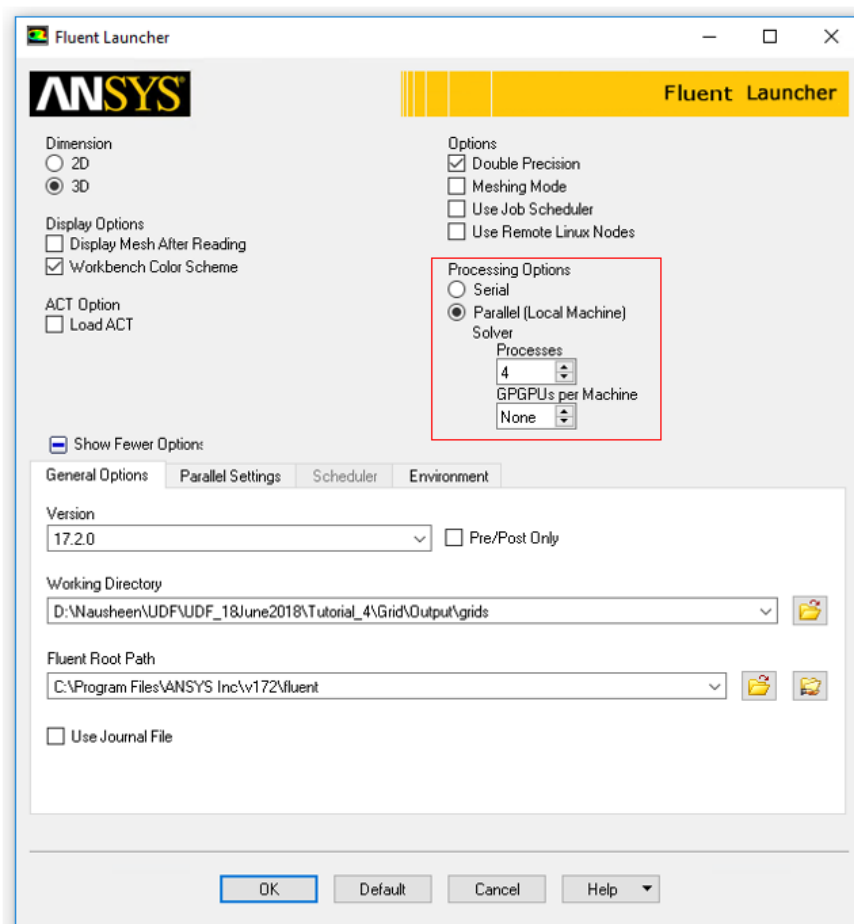 Fluent Launcher
ANSYS
Fluent Launcher
Dimension
2D
3D
Display Options
Display Mesh After Reading
Workbench Color Scheme
ACT Option
Load ACT
Options
Double Precision
Meshing Mode
Use Job Scheduler
Use Remote Linux Nodes
Processing Options
Serial
Parallel (Local Machine)
Solver
Processes
4
GPGPUs per Machine
None
Show Fewer Options
General Options
Parallel Settings
Scheduler
Environment
Version
17.2.0
Pre/Post Only
Working Directory
D:\Nausheen\UDF\UDF_18June2018\Tutorial_4\Grid\Output\grids
Fluent Root Path
C:\Program Files\ANSYS Inc\v172\fluent
Use Journal File
OK
Default
Cancel
Help